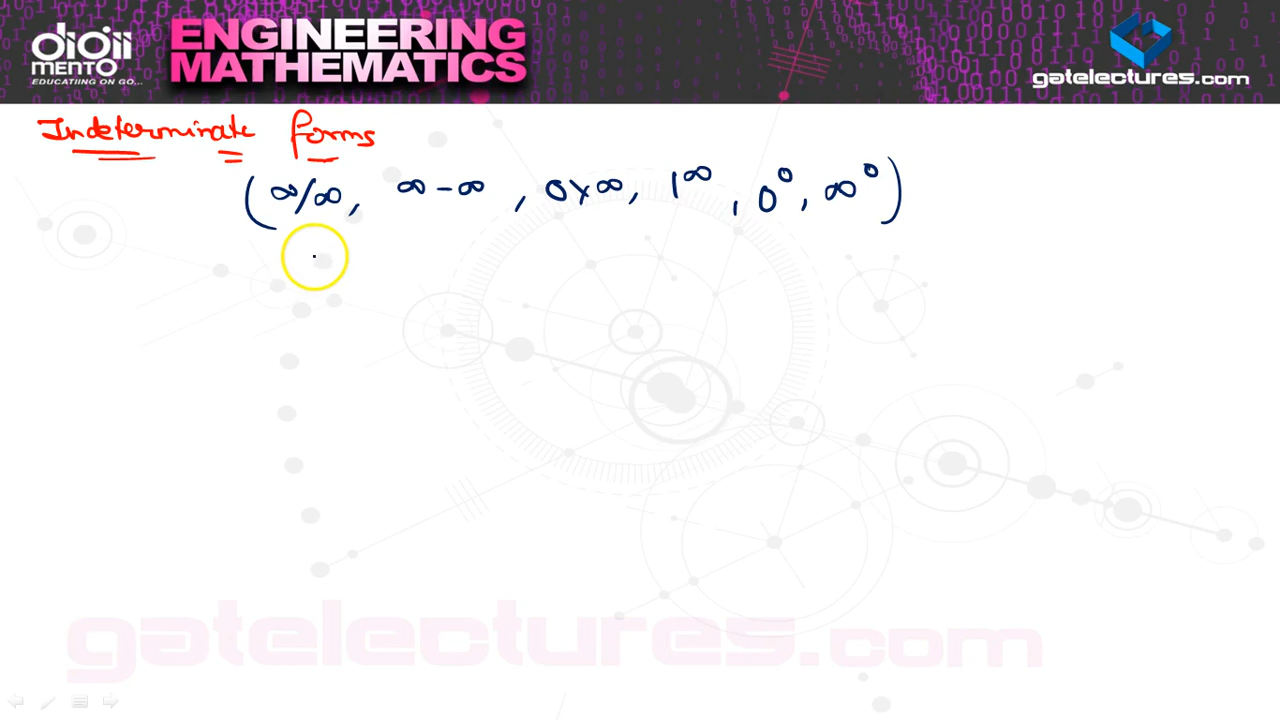 digii
MENTO
EDUCATIING ON GO...
ENGINEERING
MATHEMATICS
gatelectures.com
Indeterminate forms
(∞/∞, ∞-∞, 0×∞, 1^∞, 0^0, ∞^0)
gatelectures.com